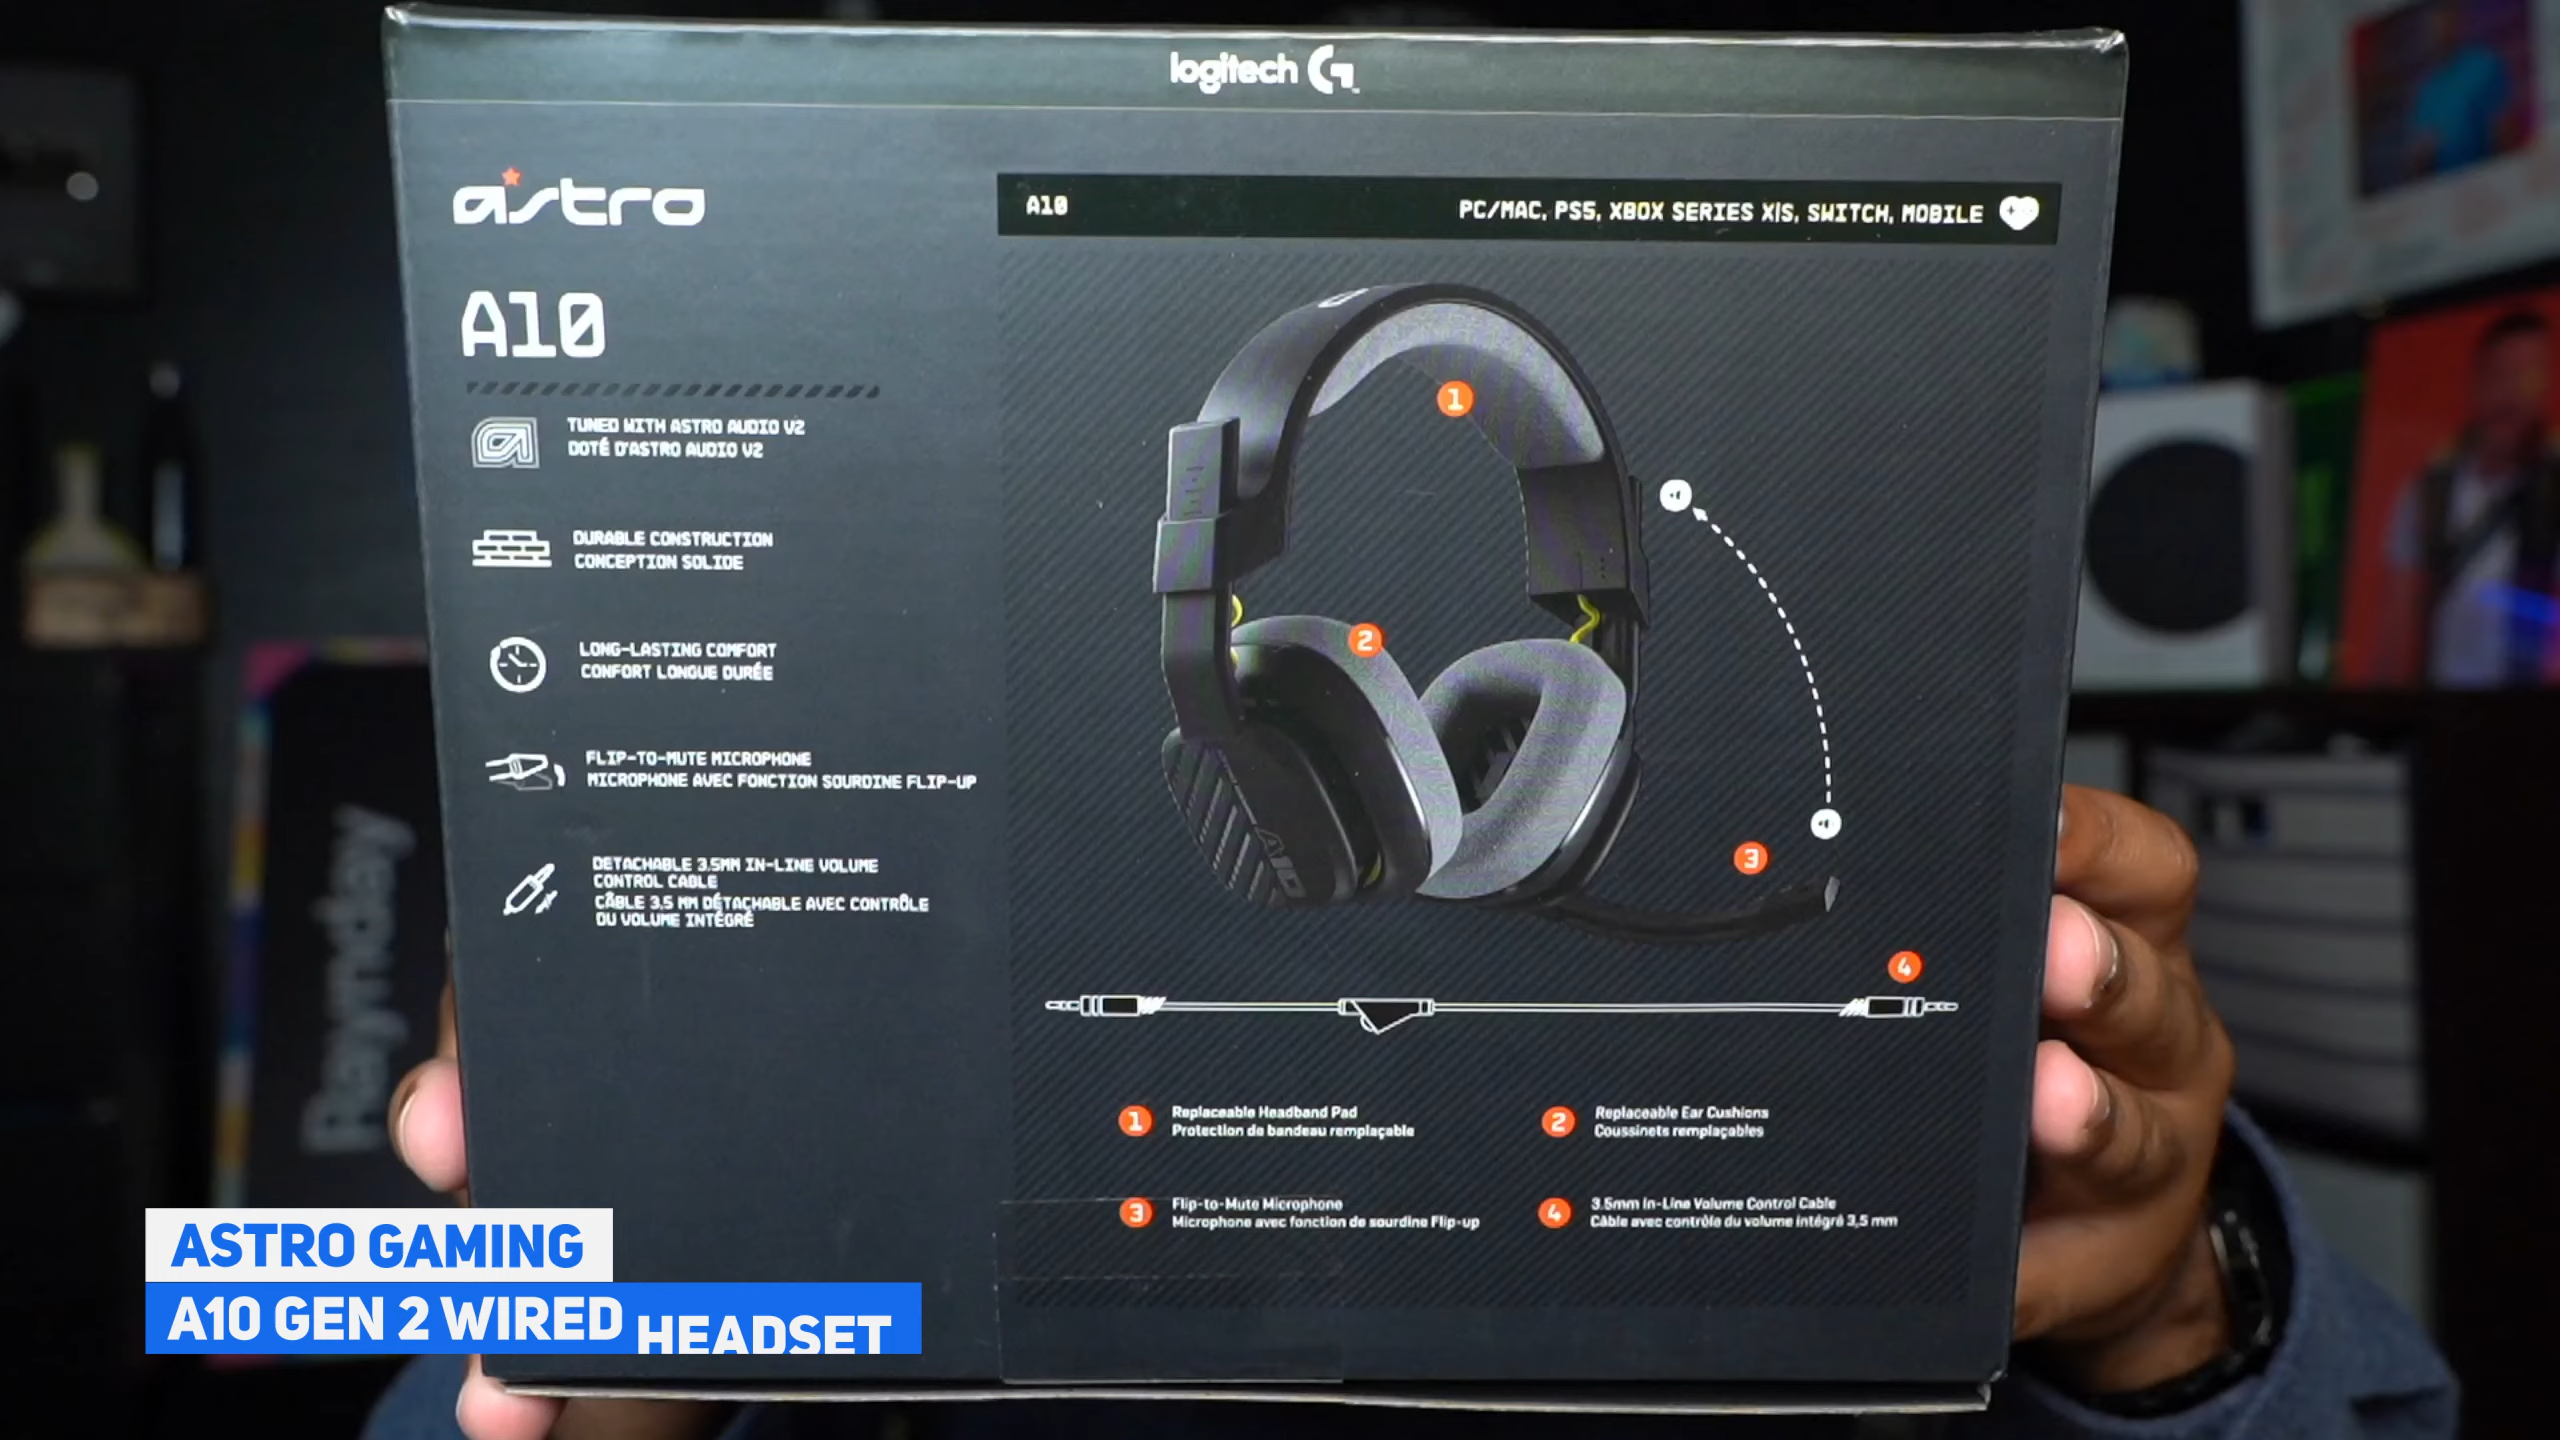 logitech G
astro
A10
TUNED WITH ASTRO AUDIO V2
DOTÉ D'ASTRO AUDIO V2
DURABLE CONSTRUCTION
CONCEPTION SOLIDE
LONG-LASTING COMFORT
CONFORT LONGUE DURÉE
FLIP-TO-MUTE MICROPHONE
MICROPHONE AVEC FONCTION SOURDINE FLIP-UP
DETACHABLE 3.5MM IN-LINE VOLUME
CONTROL CABLE
CÂBLE 3,5 MM DÉTACHABLE AVEC CONTRÔLE
DU VOLUME INTÉGRÉ
A10
PC/MAC, PS5, XBOX SERIES X|S, SWITCH, MOBILE
1
2
3
4
A10
1 Replaceable Headband Pad
Protection de bandeau remplaçable
2 Replaceable Ear Cushions
Coussinets remplaçables
3 Flip-to-Mute Microphone
Microphone avec fonction de sourdine Flip-up
4 3.5mm In-Line Volume Control Cable
Câble avec contrôle du volume intégré 3,5 mm
Raynday
ASTRO GAMING
A10 GEN 2 WIRED HEADSET